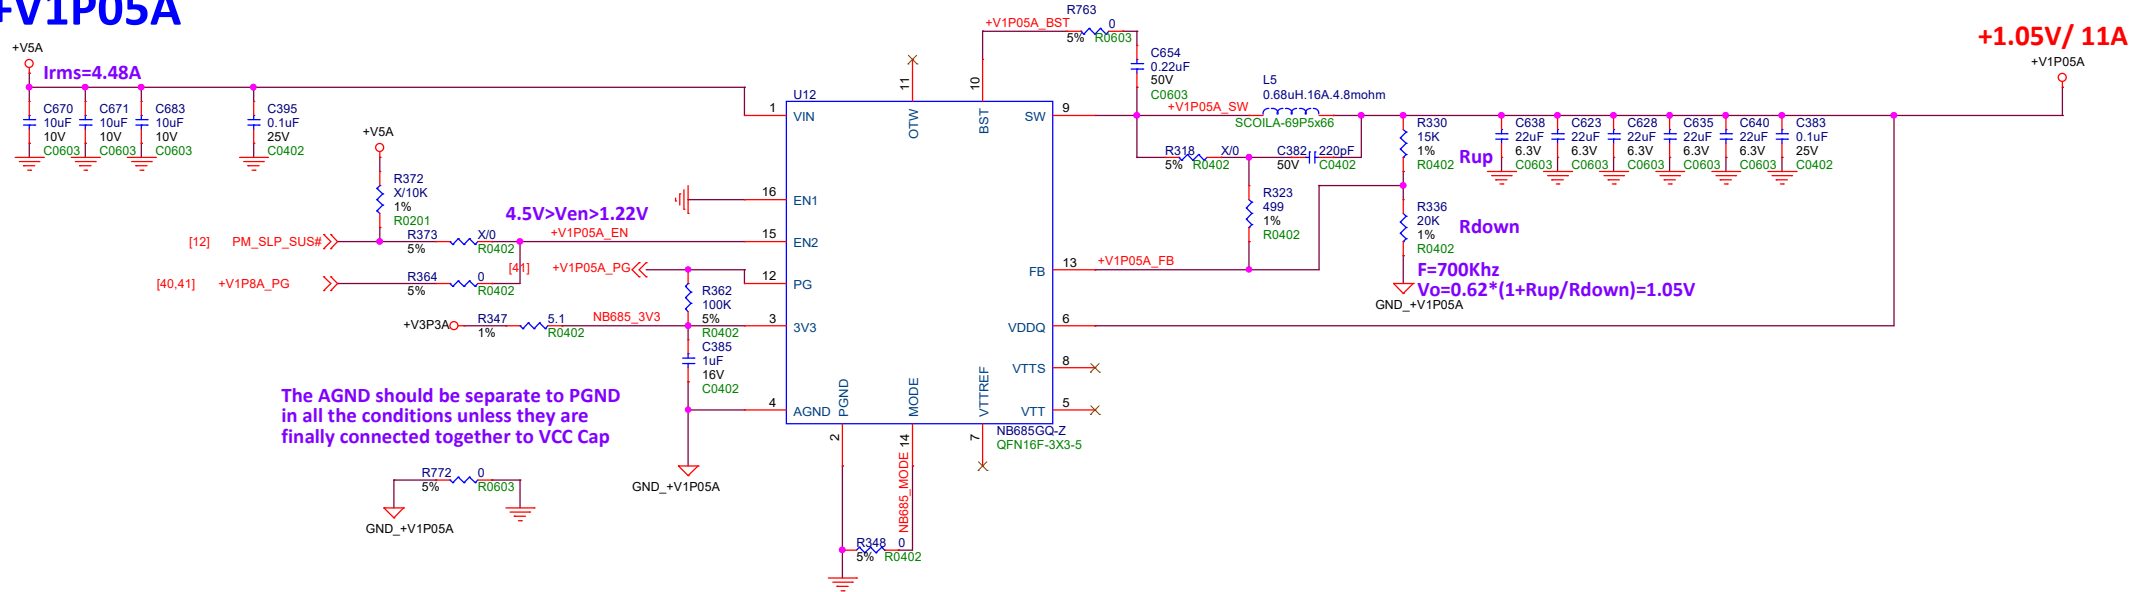 +V1P05A
+V5A
Irms=4.48A
C670
10uF
10V
C0603
C671
10uF
10V
C0603
C683
10uF
10V
C0603
C395
0.1uF
25V
C0402
+V5A
R372
X/10K
1%
R0201
4.5V>Ven>1.22V
[12] PM_SLP_SUS#
R373 X/0
5% R0402
+V1P05A_EN
[40,41] +V1P8A_PG
R364 0
5% R0402
[41] +V1P05A_PG
R362
100K
5%
R0402
+V3P3A
R347 5.1
1% R0402
NB685_3V3
C385
1uF
16V
C0402
GND_+V1P05A
The AGND should be separate to PGND
in all the conditions unless they are
finally connected together to VCC Cap
R772 0
5% R0603
GND_+V1P05A
U12
1 VIN
16 EN1
15 EN2
12 PG
3 3V3
4 AGND
2 PGND
14 MODE
7 VTTREF
11 OTW
10 BST
9 SW
13 FB
6 VDDQ
8 VTTS
5 VTT
NB685GQ-Z
QFN16F-3X3-5
NB685_MODE
R348 0
5% R0402
+V1P05A_BST
R763
0
5% R0603
C654
0.22uF
50V
C0603
+V1P05A_SW
L5
0.68uH.16A.4.8mohm
SCOILA-69P5x66
R318 X/0
5% R0402
C382 220pF
50V C0402
R323
499
1%
R0402
+V1P05A_FB
R330
15K
1%
R0402
Rup
R336
20K
1%
R0402
Rdown
F=700Khz
Vo=0.62*(1+Rup/Rdown)=1.05V
GND_+V1P05A
C638
22uF
6.3V
C0603
C623
22uF
6.3V
C0603
C628
22uF
6.3V
C0603
C635
22uF
6.3V
C0603
C640
22uF
6.3V
C0603
C383
0.1uF
25V
C0402
+1.05V/ 11A
+V1P05A